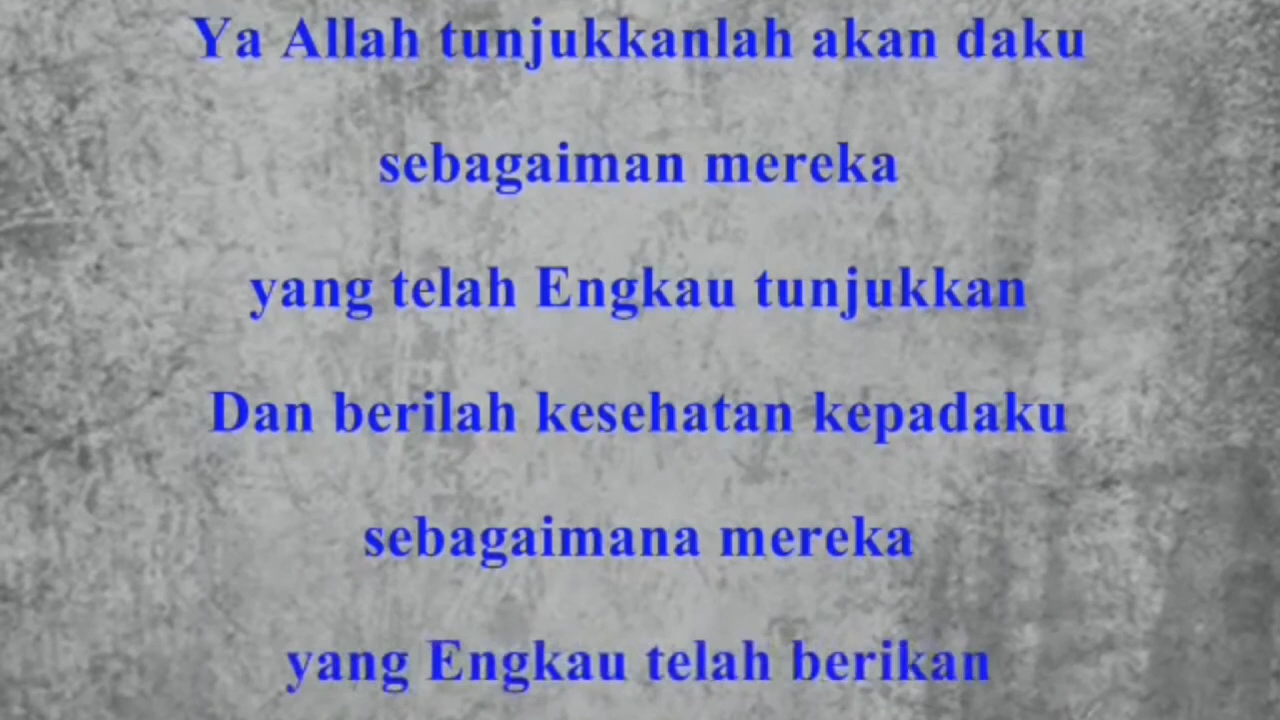 Ya Allah tunjukkanlah akan daku
sebagaiman mereka
yang telah Engkau tunjukkan
Dan berilah kesehatan kepadaku
sebagaimana mereka
yang Engkau telah berikan